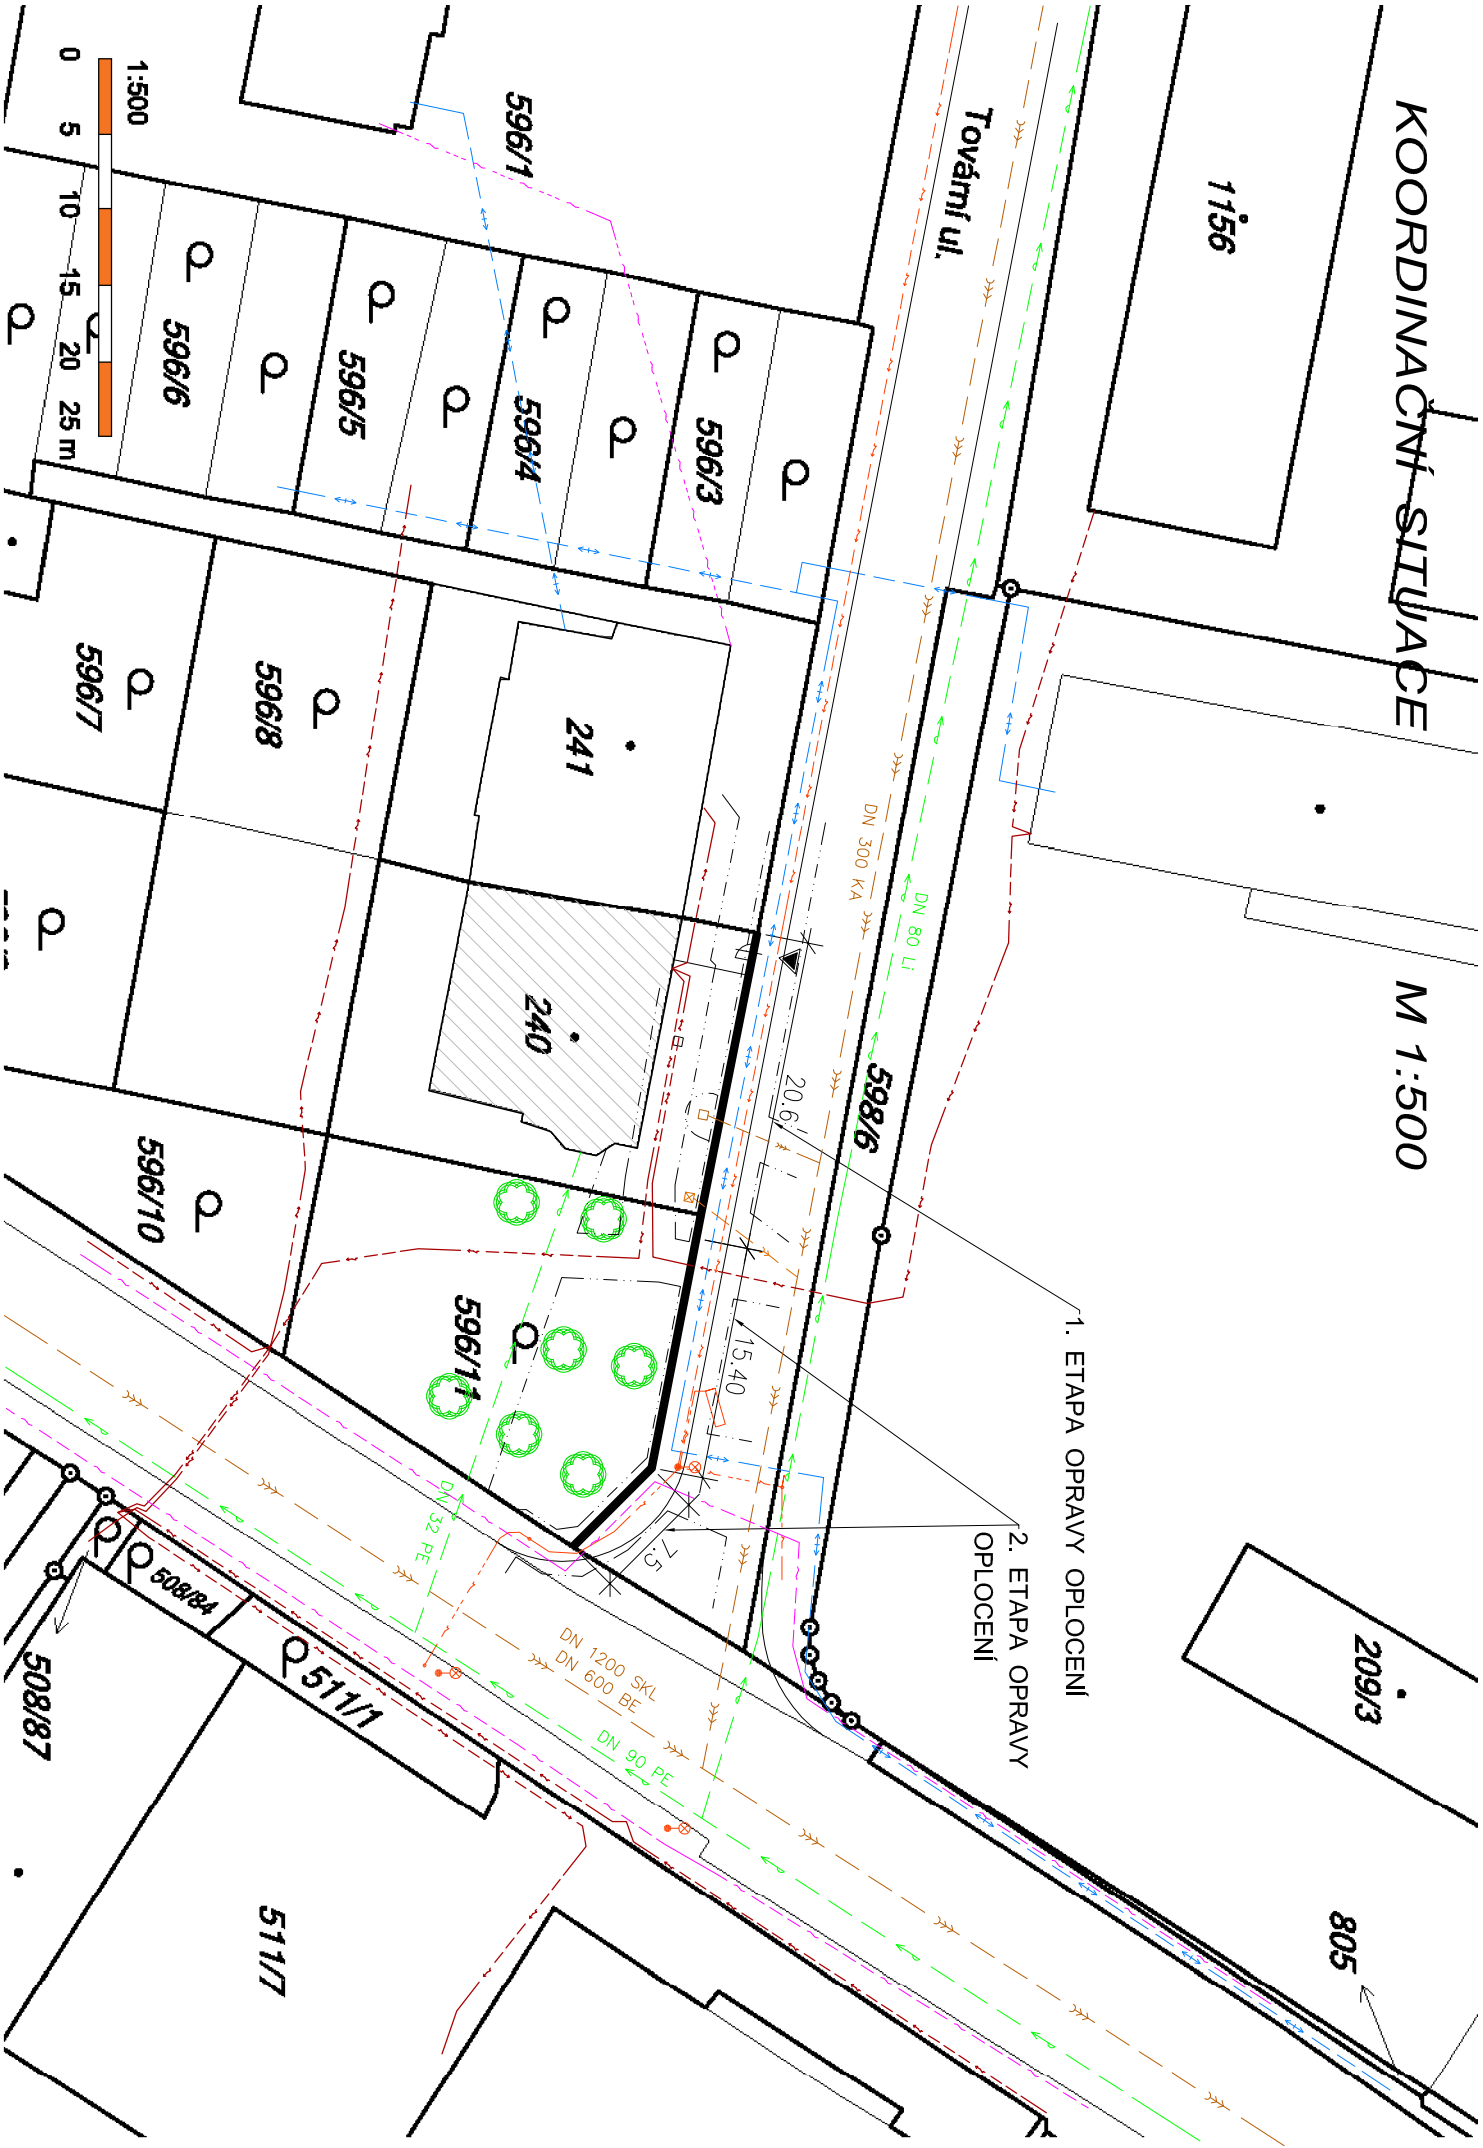 KOORDINAČNÍ SITUACE
M 1:500
1156
Tovární ul.
596/1
1:500
0 5 10 15 20 25 m
596/3
596/4
596/5
596/6
596/7
596/8
241
240
DN 300 KA
DN 80 Li
598/6
20.6
15.40
7.5
1. ETAPA OPRAVY OPLOCENÍ
2. ETAPA OPRAVY
OPLOCENÍ
596/10
596/11
DN 32 PE
DN 1200 SKL
DN 600 BE
DN 90 PE
508/84
508/87
511/1
511/7
209/3
805